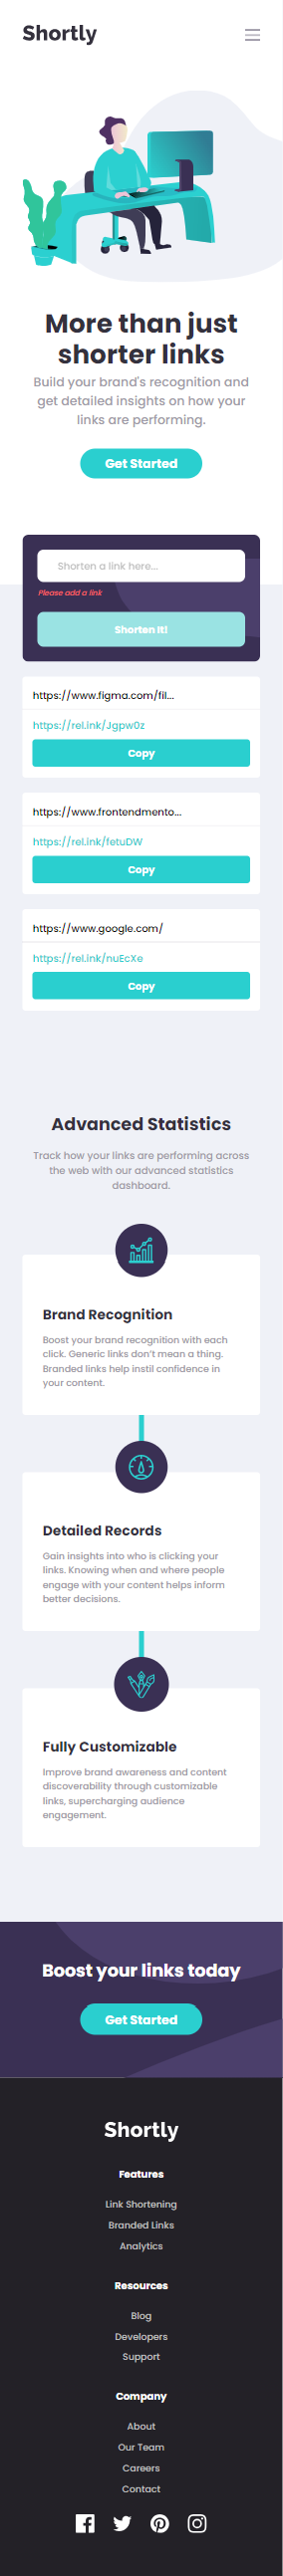 Shortly
More than just
shorter links
Build your brand's recognition and
get detailed insights on how your
links are performing.
Get Started
Shorten a link here...
Please add a link
Shorten It!
https://www.figma.com/fil...
https://rel.ink/Jgpw0z
Copy
https://www.frontendmento...
https://rel.ink/fetuDW
Copy
https://www.google.com/
https://rel.ink/nuEcXe
Copy
Advanced Statistics
Track how your links are performing across
the web with our advanced statistics
dashboard.
Brand Recognition
Boost your brand recognition with each
click. Generic links don't mean a thing.
Branded links help instil confidence in
your content.
Detailed Records
Gain insights into who is clicking your
links. Knowing when and where people
engage with your content helps inform
better decisions.
Fully Customizable
Improve brand awareness and content
discoverability through customizable
links, supercharging audience
engagement.
Boost your links today
Get Started
Shortly
Features
Link Shortening
Branded Links
Analytics
Resources
Blog
Developers
Support
Company
About
Our Team
Careers
Contact